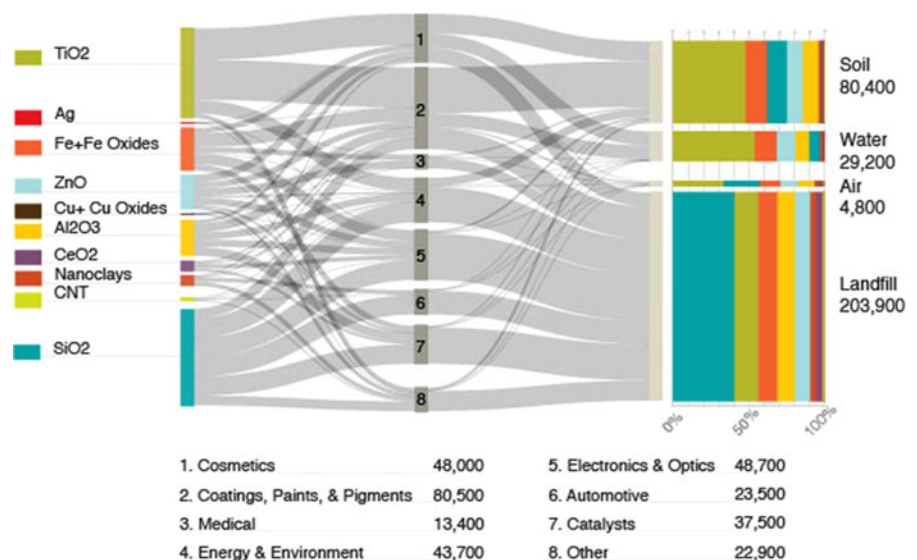 TiO2
Ag
Fe+Fe Oxides
ZnO
Cu+ Cu Oxides
Al2O3
CeO2
Nanoclays
CNT
SiO2
1
2
3
4
5
6
7
8
Soil
80,400
Water
29,200
Air
4,800
Landfill
203,900
0%
50%
100%
1. Cosmetics 48,000
2. Coatings, Paints, & Pigments 80,500
3. Medical 13,400
4. Energy & Environment 43,700
5. Electronics & Optics 48,700
6. Automotive 23,500
7. Catalysts 37,500
8. Other 22,900